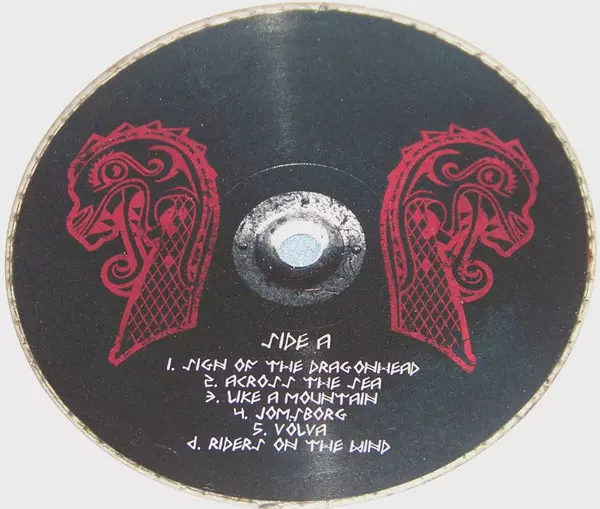 SIDE A
1. SIGN OF THE DRAGONHEAD
2. ACROSS THE SEA
3. LIKE A MOUNTAIN
4. JOMSBORG
5. VÖLVA
6. RIDERS ON THE WIND